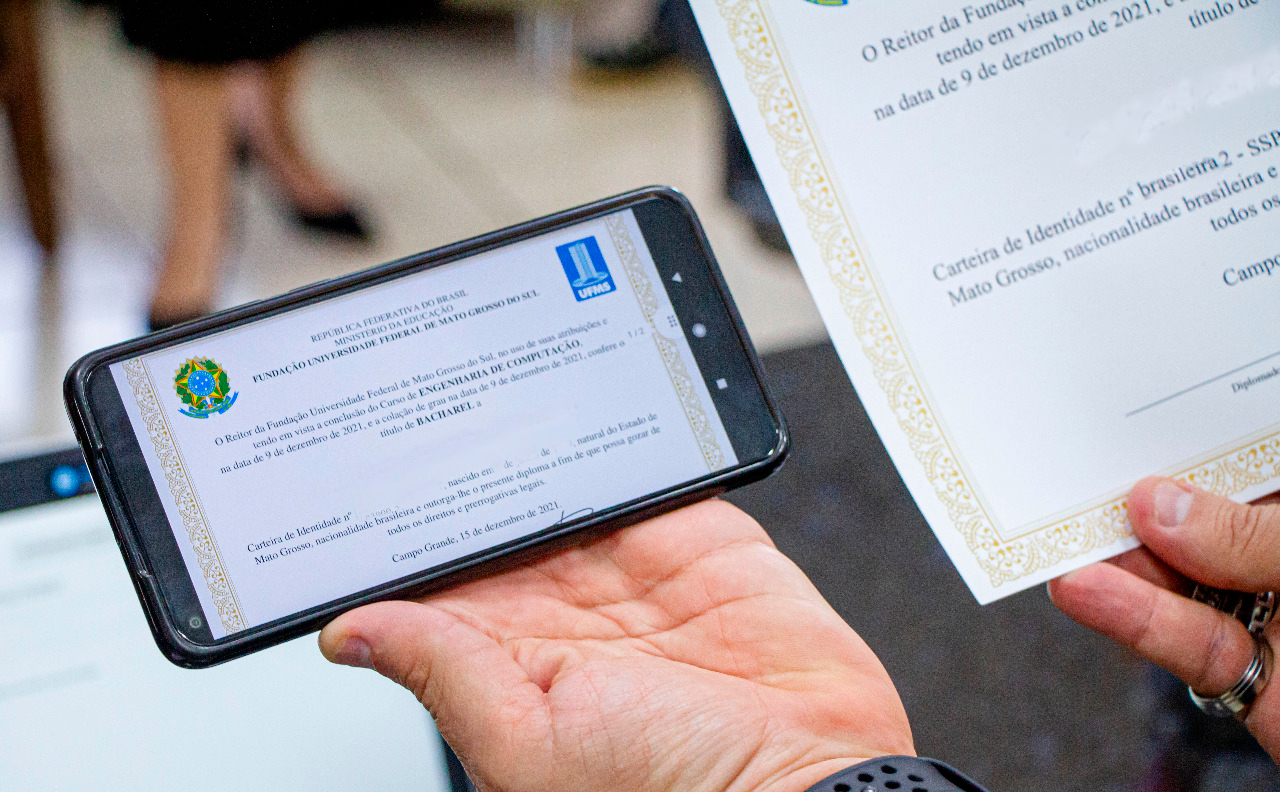 REPÚBLICA FEDERATIVA DO BRASIL
MINISTÉRIO DA EDUCAÇÃO
FUNDAÇÃO UNIVERSIDADE FEDERAL DE MATO GROSSO DO SUL
UFMS
O Reitor da Fundação Universidade Federal de Mato Grosso do Sul, no uso de suas atribuições e
tendo em vista a conclusão do Curso de ENGENHARIA DE COMPUTAÇÃO,
na data de 9 de dezembro de 2021, e a colação de grau na data de 9 de dezembro de 2021, confere o
1 / 2
título de BACHAREL a
, nascido em de de , natural do Estado de
Carteira de Identidade nº
Mato Grosso, nacionalidade brasileira e outorga-lhe o presente diploma a fim de que possa gozar de
todos os direitos e prerrogativas legais.
Campo Grande, 15 de dezembro de 2021.
O Reitor da Fundaç
tendo em vista a conc
na data de 9 de dezembro de 2021, e
título de
Carteira de Identidade nº brasileira 2 - SSP
Mato Grosso, nacionalidade brasileira e
todos os
Campo
Diplomado